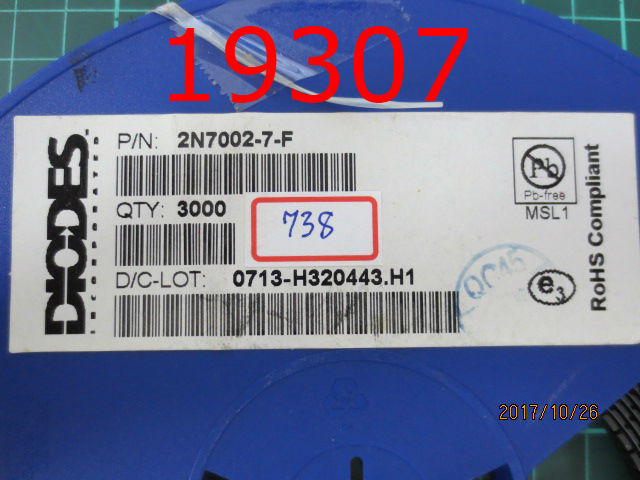 19307
DIODES
INCORPORATED
P/N: 2N7002-7-F
QTY: 3000
738
D/C-LOT: 0713-H320443.H1
Pb
Pb-free
MSL1
RoHS Compliant
QC45
e3
2017/10/26